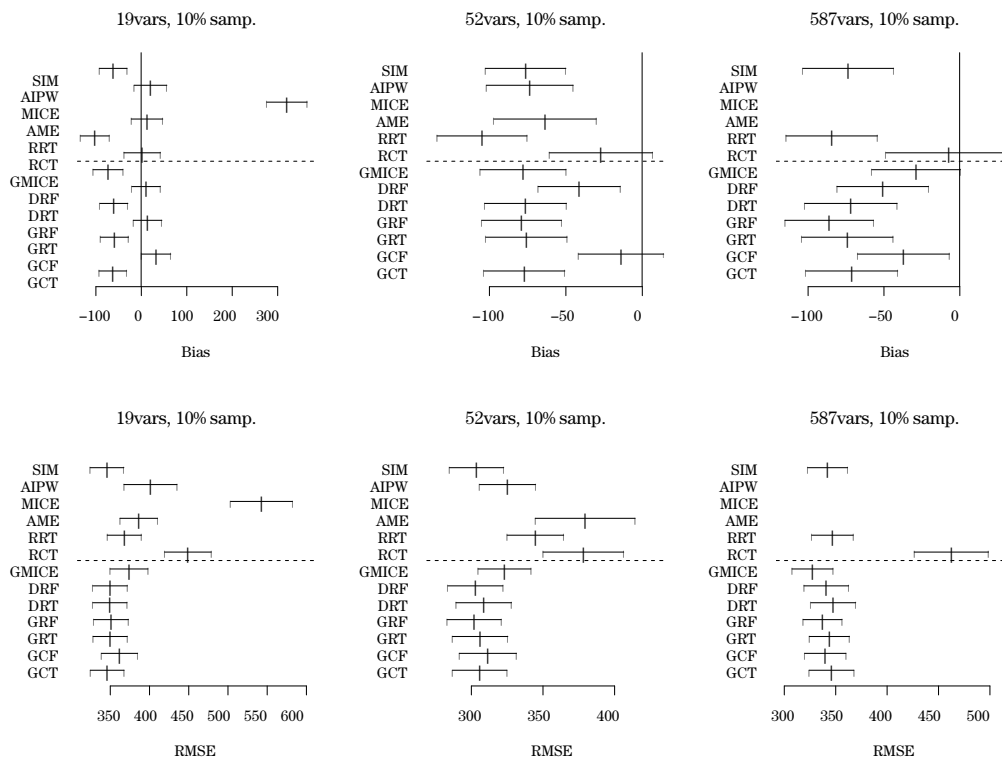 19vars, 10% samp.
SIM
AIPW
MICE
AME
RRT
RCT
GMICE
DRF
DRT
GRF
GRT
GCF
GCT
−100 0 100 200 300
Bias
52vars, 10% samp.
SIM
AIPW
MICE
AME
RRT
RCT
GMICE
DRF
DRT
GRF
GRT
GCF
GCT
−100 −50 0
Bias
587vars, 10% samp.
SIM
AIPW
MICE
AME
RRT
RCT
GMICE
DRF
DRT
GRF
GRT
GCF
GCT
−100 −50 0
Bias
19vars, 10% samp.
SIM
AIPW
MICE
AME
RRT
RCT
GMICE
DRF
DRT
GRF
GRT
GCF
GCT
350 400 450 500 550 600
RMSE
52vars, 10% samp.
SIM
AIPW
MICE
AME
RRT
RCT
GMICE
DRF
DRT
GRF
GRT
GCF
GCT
300 350 400
RMSE
587vars, 10% samp.
SIM
AIPW
MICE
AME
RRT
RCT
GMICE
DRF
DRT
GRF
GRT
GCF
GCT
300 350 400 450 500
RMSE